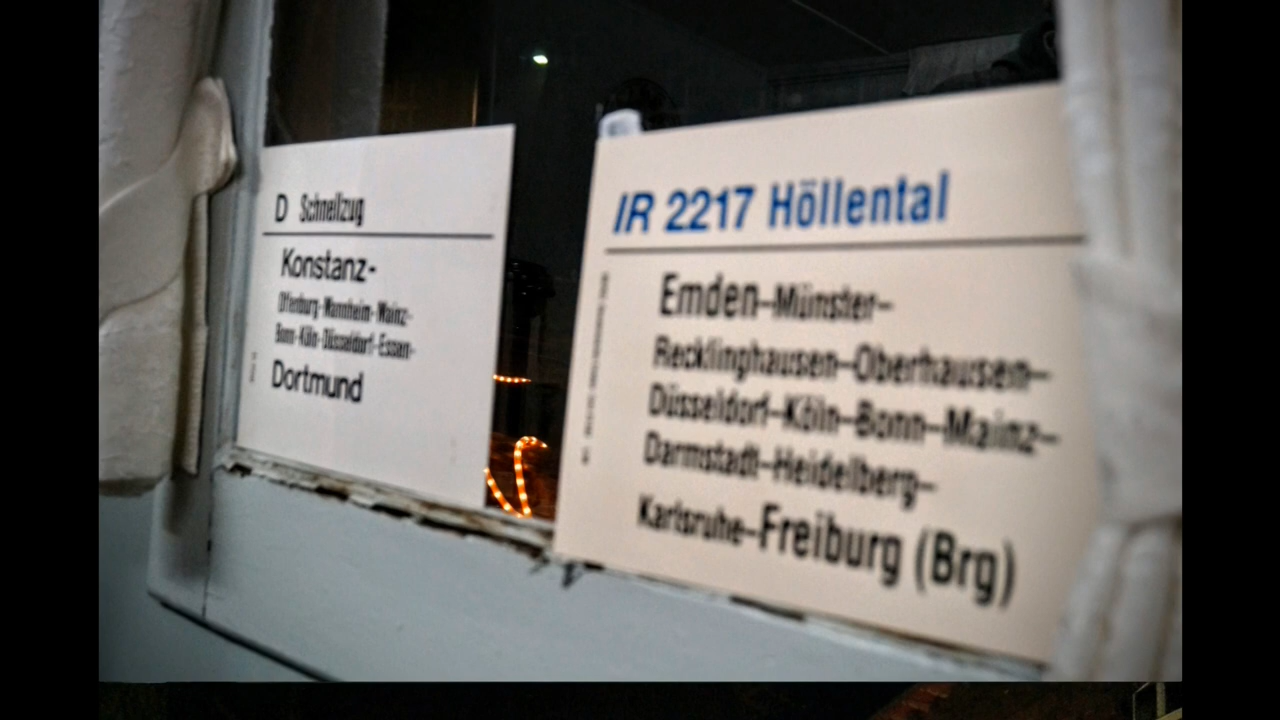 D Schnellzug
Konstanz-
Offenburg-Mannheim-Mainz-
Bonn-Köln-Düsseldorf-Essen-
Dortmund
IR 2217 Höllental
Emden–Münster–
Recklinghausen–Oberhausen–
Düsseldorf–Köln–Bonn–Mainz–
Darmstadt–Heidelberg–
Karlsruhe–Freiburg (Brg)